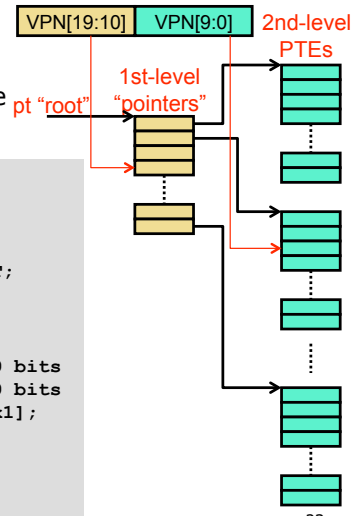 VPN[19:10] VPN[9:0]
2nd-level
PTEs
1st-level
"pointers"
e pt "root"
;
bits
bits
1];